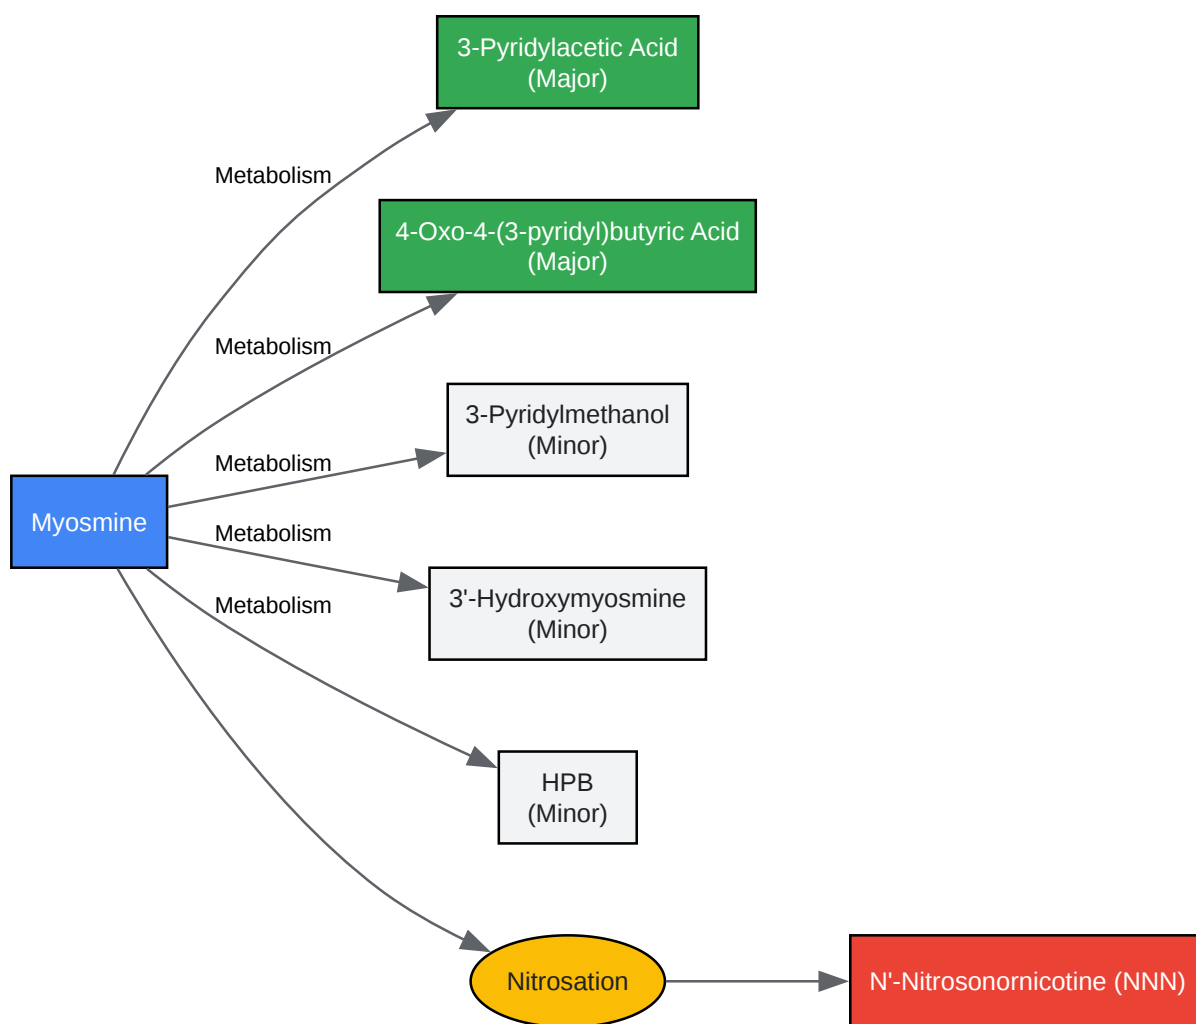 3-Pyridylacetic Acid
(Major)
Metabolism
4-Oxo-4-(3-pyridyl)butyric Acid
(Major)
Metabolism
3-Pyridylmethanol
(Minor)
Metabolism
Myosmine
Metabolism
3'-Hydroxymyosmine
(Minor)
Metabolism
HPB
(Minor)
Nitrosation
N'-Nitrosonornicotine (NNN)